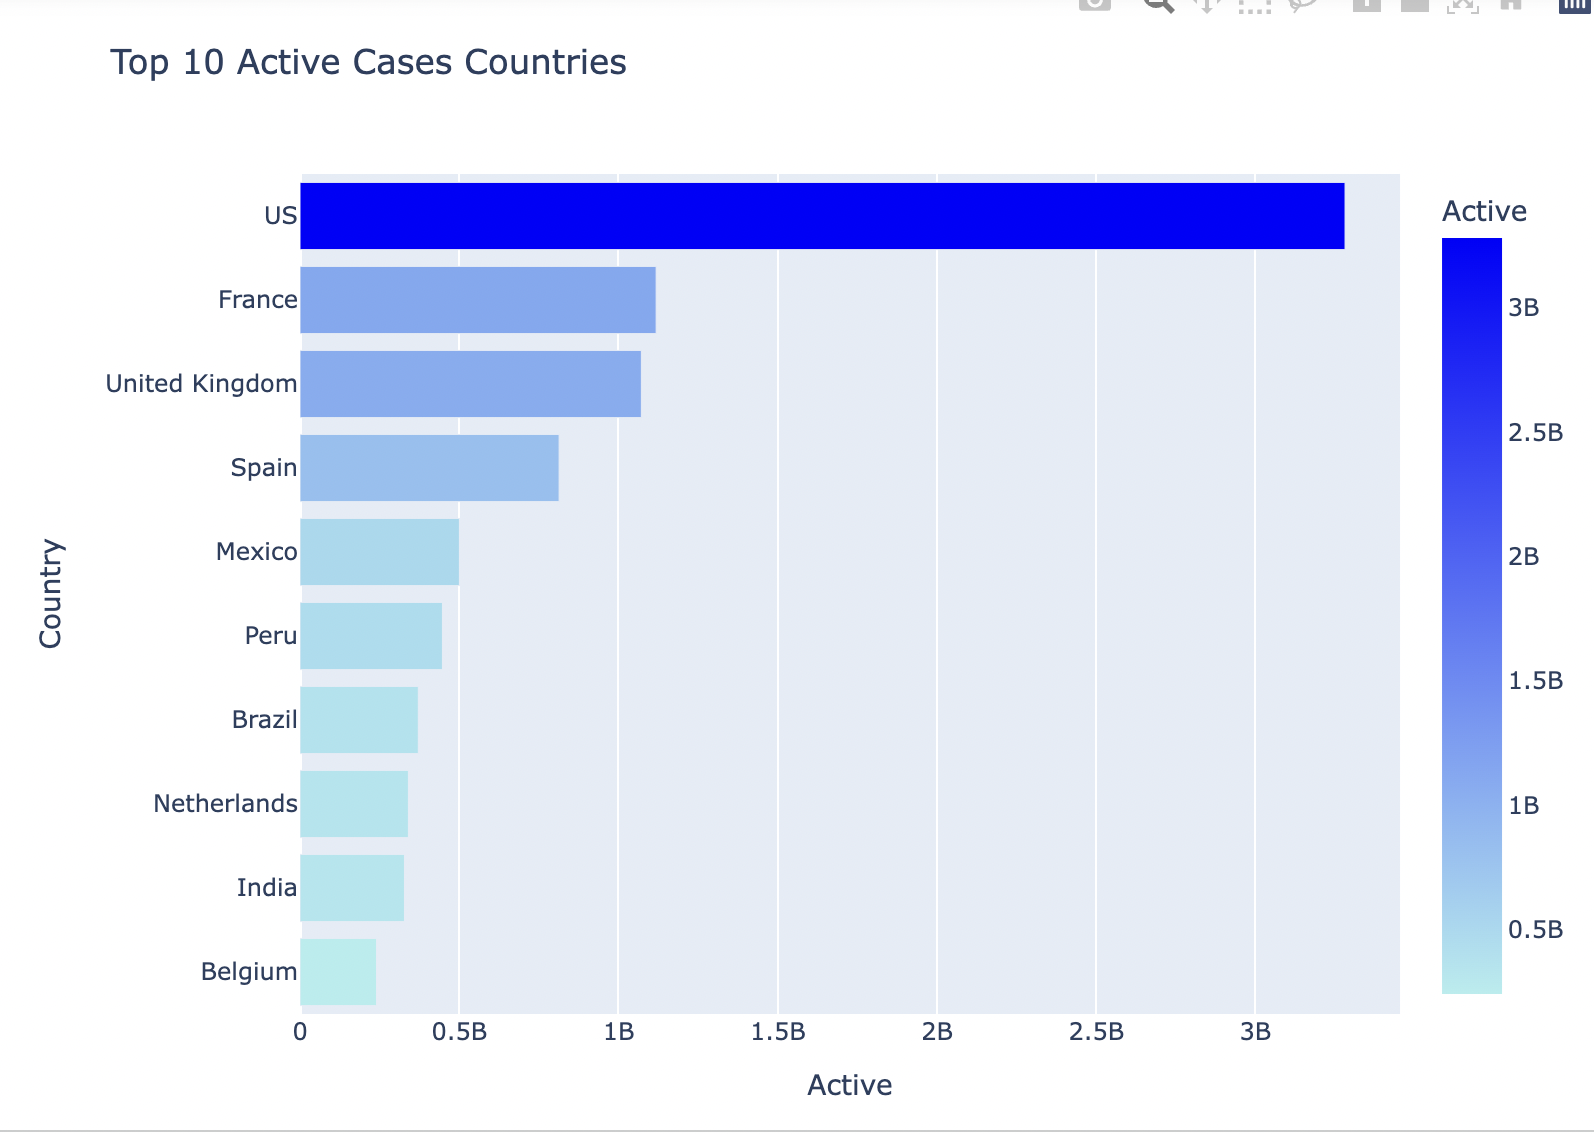 Top 10 Active Cases Countries
US
France
United Kingdom
Spain
Mexico
Peru
Brazil
Netherlands
India
Belgium
Country
0 0.5B 1B 1.5B 2B 2.5B 3B
Active
Active
3B
2.5B
2B
1.5B
1B
0.5B